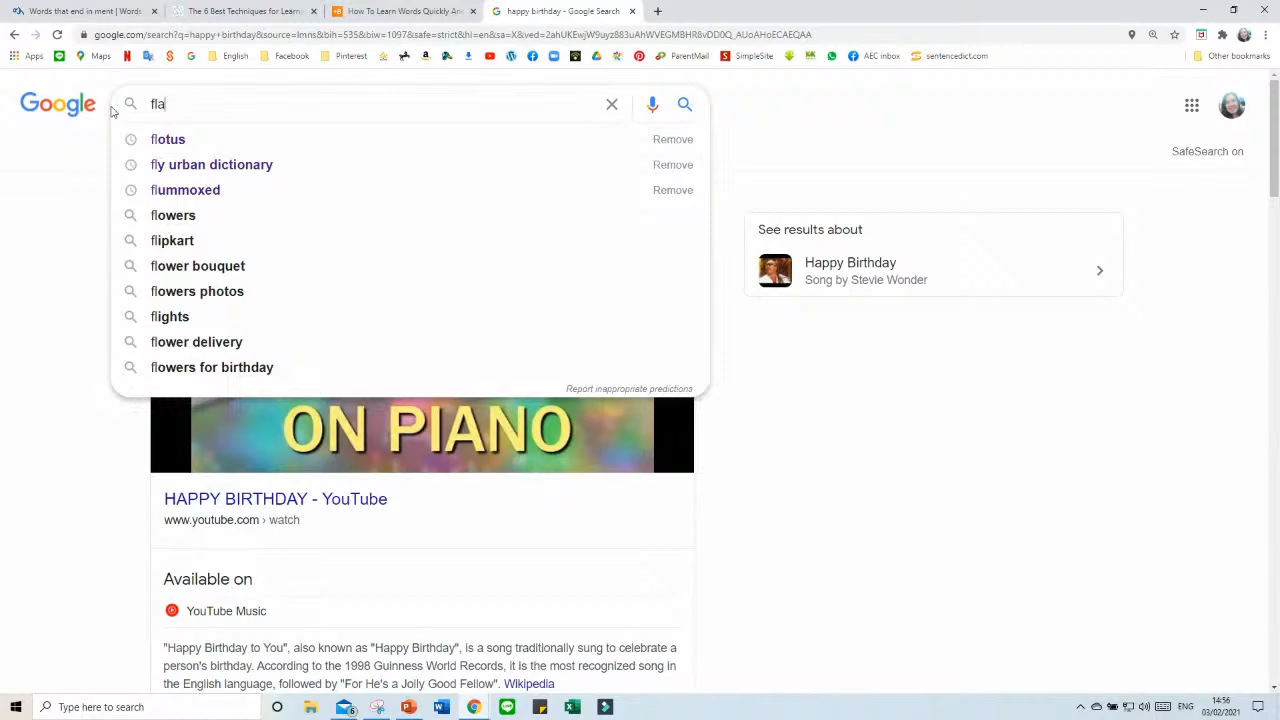 Words that end in ment | Words
The 6 Best Techniques for Learn
How To Learn Words Quickly An
happy birthday - Google Search
google.com/search?q=happy+birthday&source=lmns&bih=535&biw=1097&safe=strict&hl=en&sa=X&ved=2ahUKEwjW9uyz883uAhWVEGMBHR8vDD0Q_AUoAHoECAEQAA
Maps
English
Facebook
Pinterest
ParentMail
SimpleSite
AEC inbox
sentencedict.com
Other bookmarks
Google
fla
SafeSearch on
flotus
Remove
fly urban dictionary
Remove
flummoxed
Remove
flowers
flipkart
flower bouquet
flowers photos
flights
flower delivery
flowers for birthday
Report inappropriate predictions
See results about
Happy Birthday
Song by Stevie Wonder
ON PIANO
HAPPY BIRTHDAY - YouTube
www.youtube.com › watch
Available on
YouTube Music
"Happy Birthday to You", also known as "Happy Birthday", is a song traditionally sung to celebrate a
person's birthday. According to the 1998 Guinness World Records, it is the most recognized song in
the English language, followed by "For He's a Jolly Good Fellow". Wikipedia
Type here to search
ENG
14:56
03/02/2021